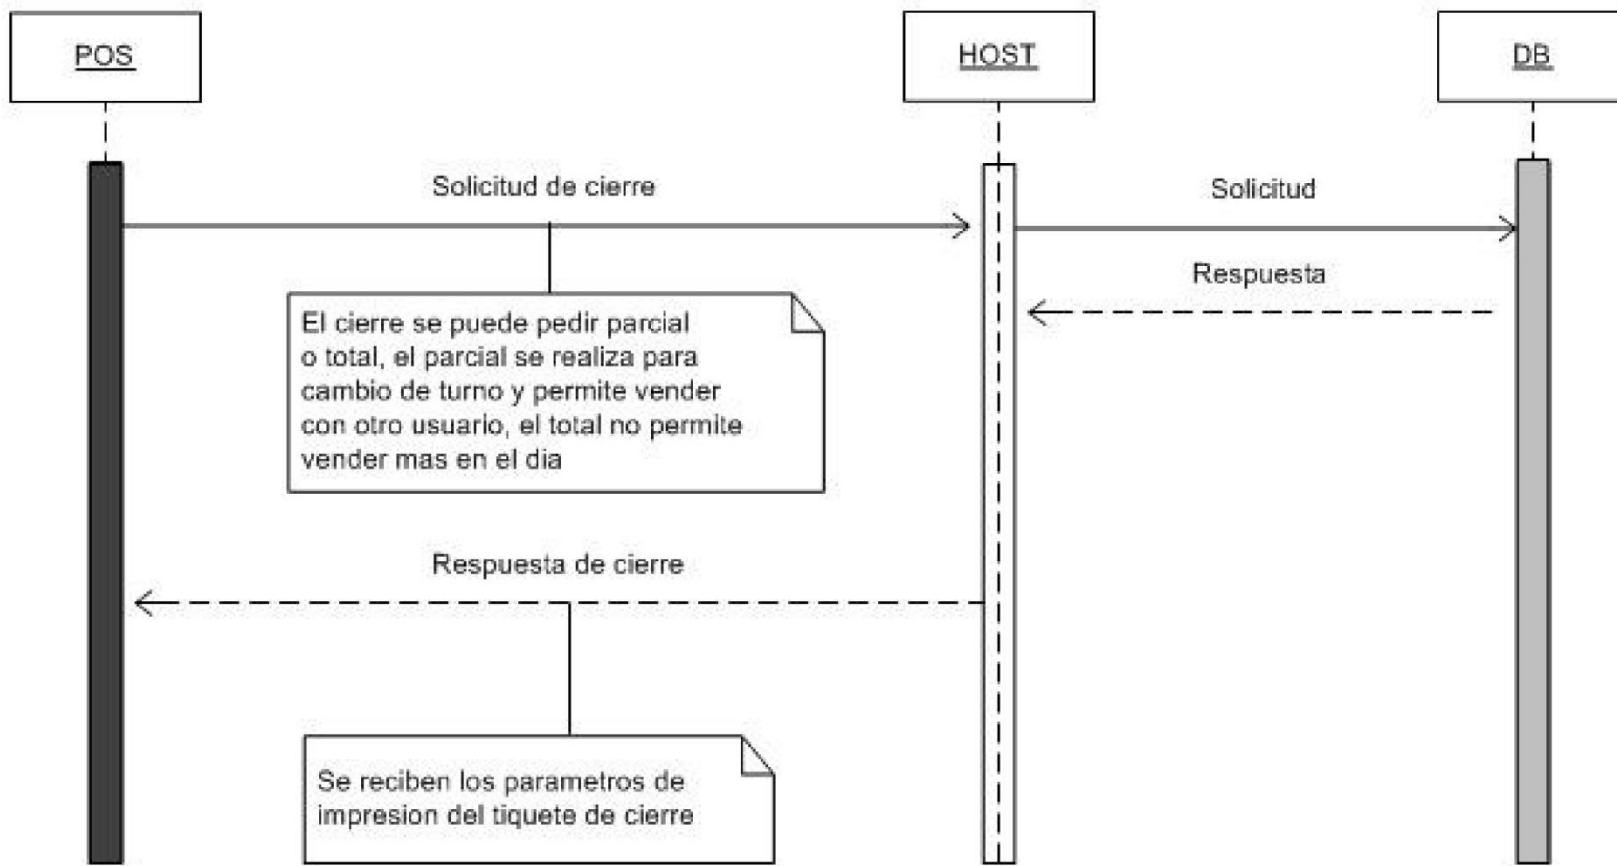 POS
HOST
DB
Solicitud de cierre
Solicitud
Respuesta
El cierre se puede pedir parcial
o total, el parcial se realiza para
cambio de turno y permite vender
con otro usuario, el total no permite
vender mas en el dia
Respuesta de cierre
Se reciben los parametros de
impresion del tiquete de cierre